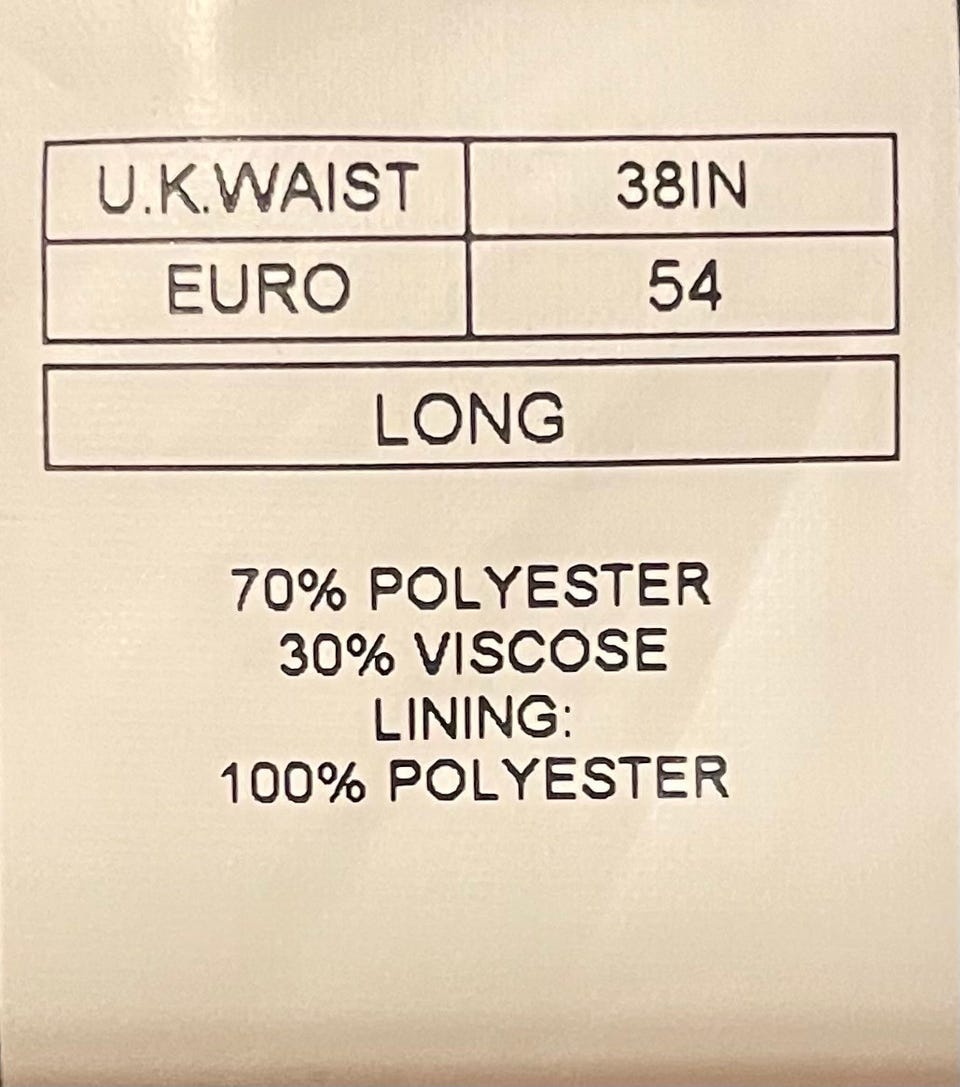 U.K.WAIST 38IN
EURO 54
LONG
70% POLYESTER
30% VISCOSE
LINING:
100% POLYESTER